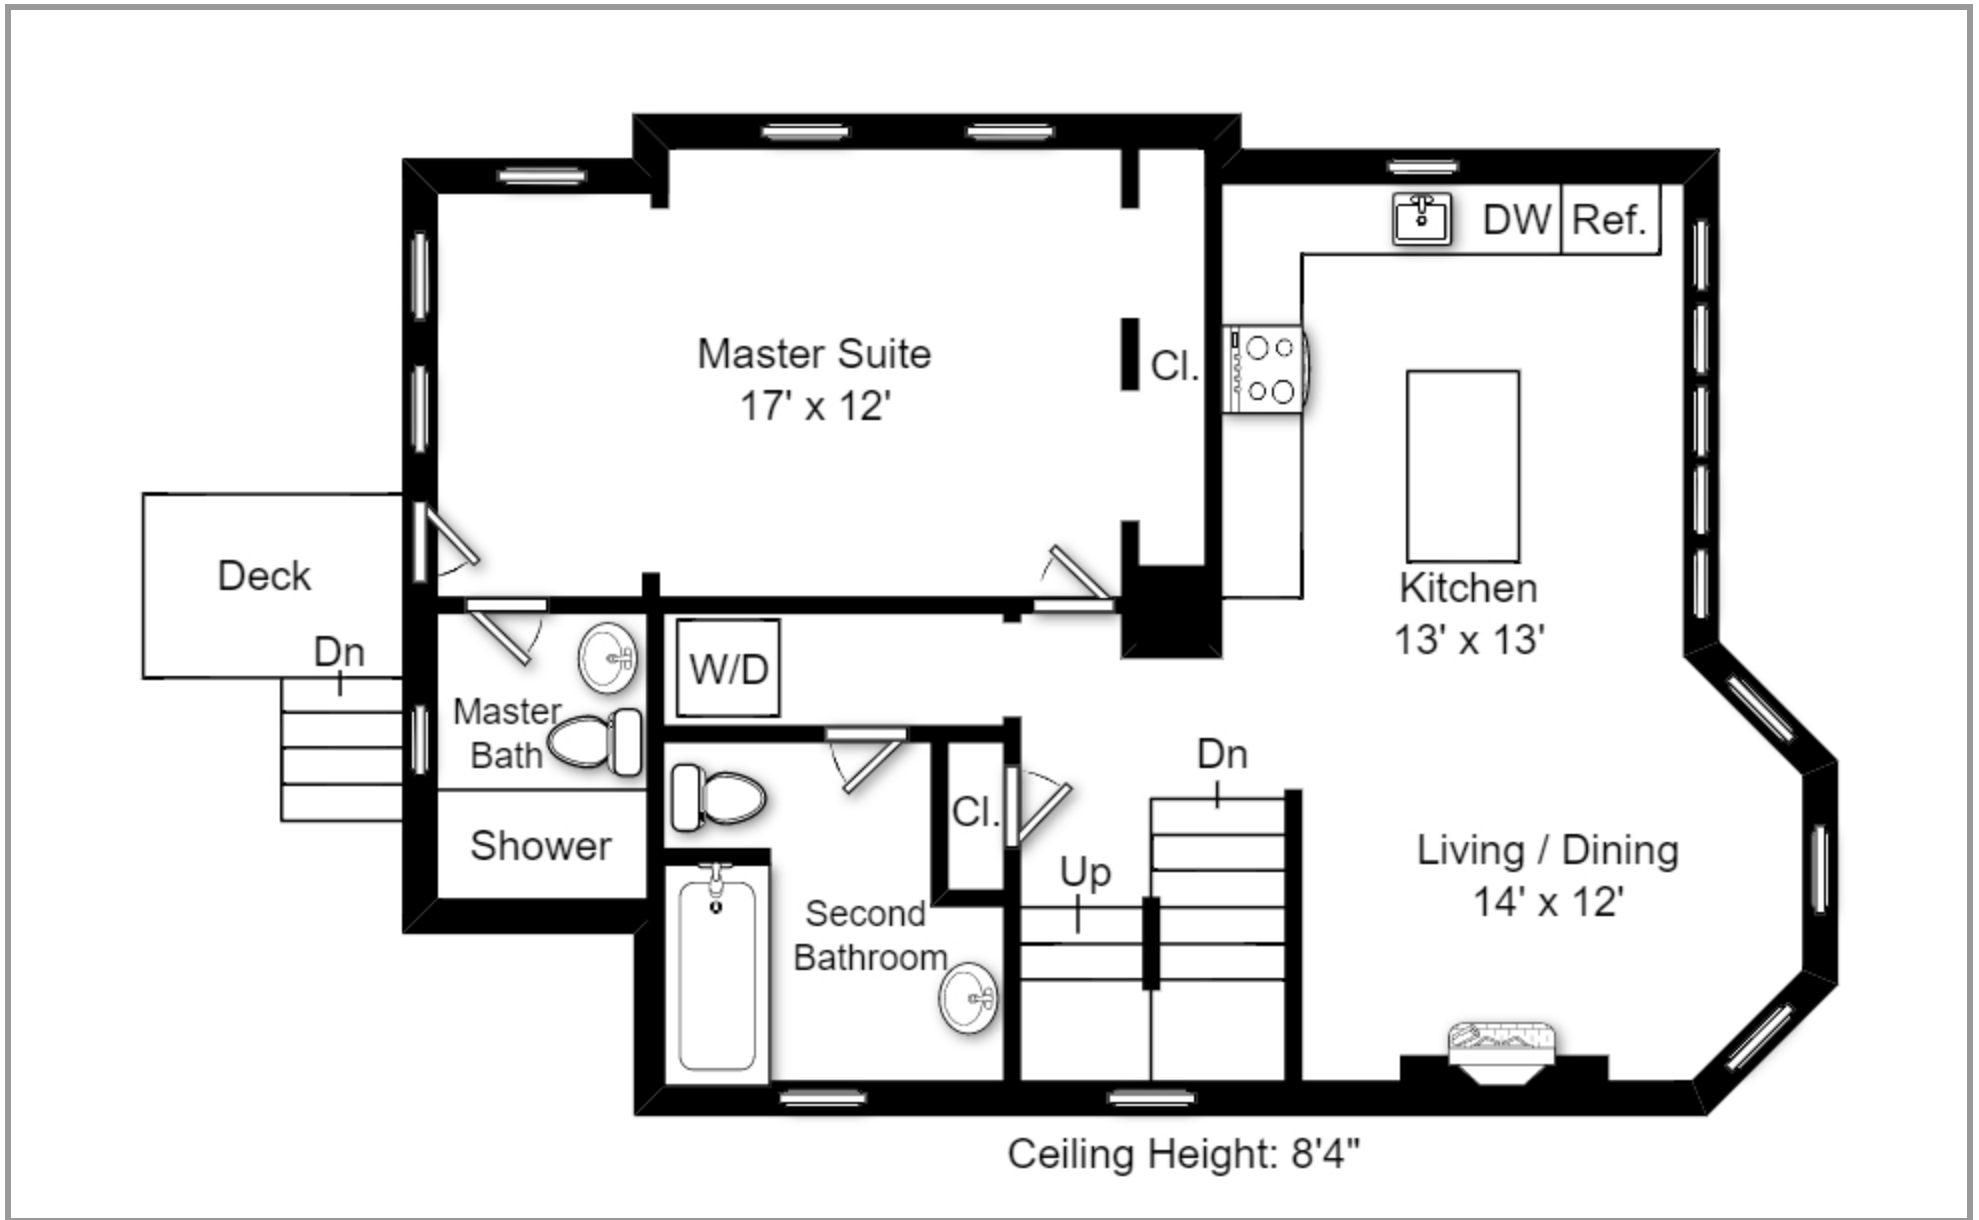 DW
Ref.
Master Suite
17' x 12'
Cl.
Deck
Dn
Kitchen
13' x 13'
W/D
Master
Bath
Shower
Cl.
Dn
Up
Living / Dining
14' x 12'
Second
Bathroom
Ceiling Height: 8'4"